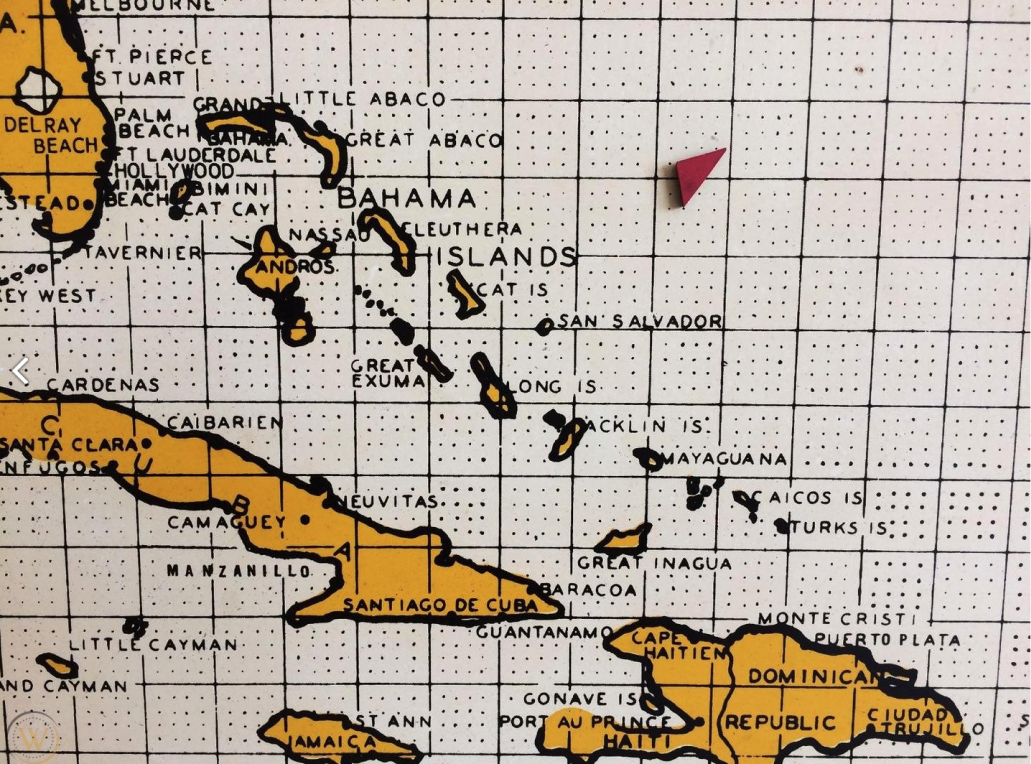 MELBOURNE
A.
FT. PIERCE
STUART
GRAND
BAHAMA
LITTLE ABACO
PALM
BEACH
GREAT ABACO
DELRAY
BEACH
FT LAUDERDALE
HOLLYWOOD
MIAMI
BEACH
BIMINI
CAT CAY
BAHAMA
ISLANDS
ESTEAD
NASSAU
ELEUTHERA
TAVERNIER
ANDROS
KEY WEST
CAT IS
SAN SALVADOR
GREAT
EXUMA
LONG IS
CARDENAS
CAIBARIEN
ACKLIN IS.
CUBA
SANTA CLARA
ENFUGOS
MAYAGUANA
NEUVITAS
CAICOS IS
CAMAGUEY
TURKS IS
GREAT INAGUA
MANZANILLO
BARACOA
SANTIAGO DE CUBA
GUANTANAMO
MONTE CRISTI
PUERTO PLATA
CAPE
HAITIEN
LITTLE CAYMAN
AND CAYMAN
DOMINICAN
REPUBLIC
GONAVE IS
PORT AU PRINCE
HAITI
CIUDAD
TRUJILLO
ST ANN
JAMAICA
S
W